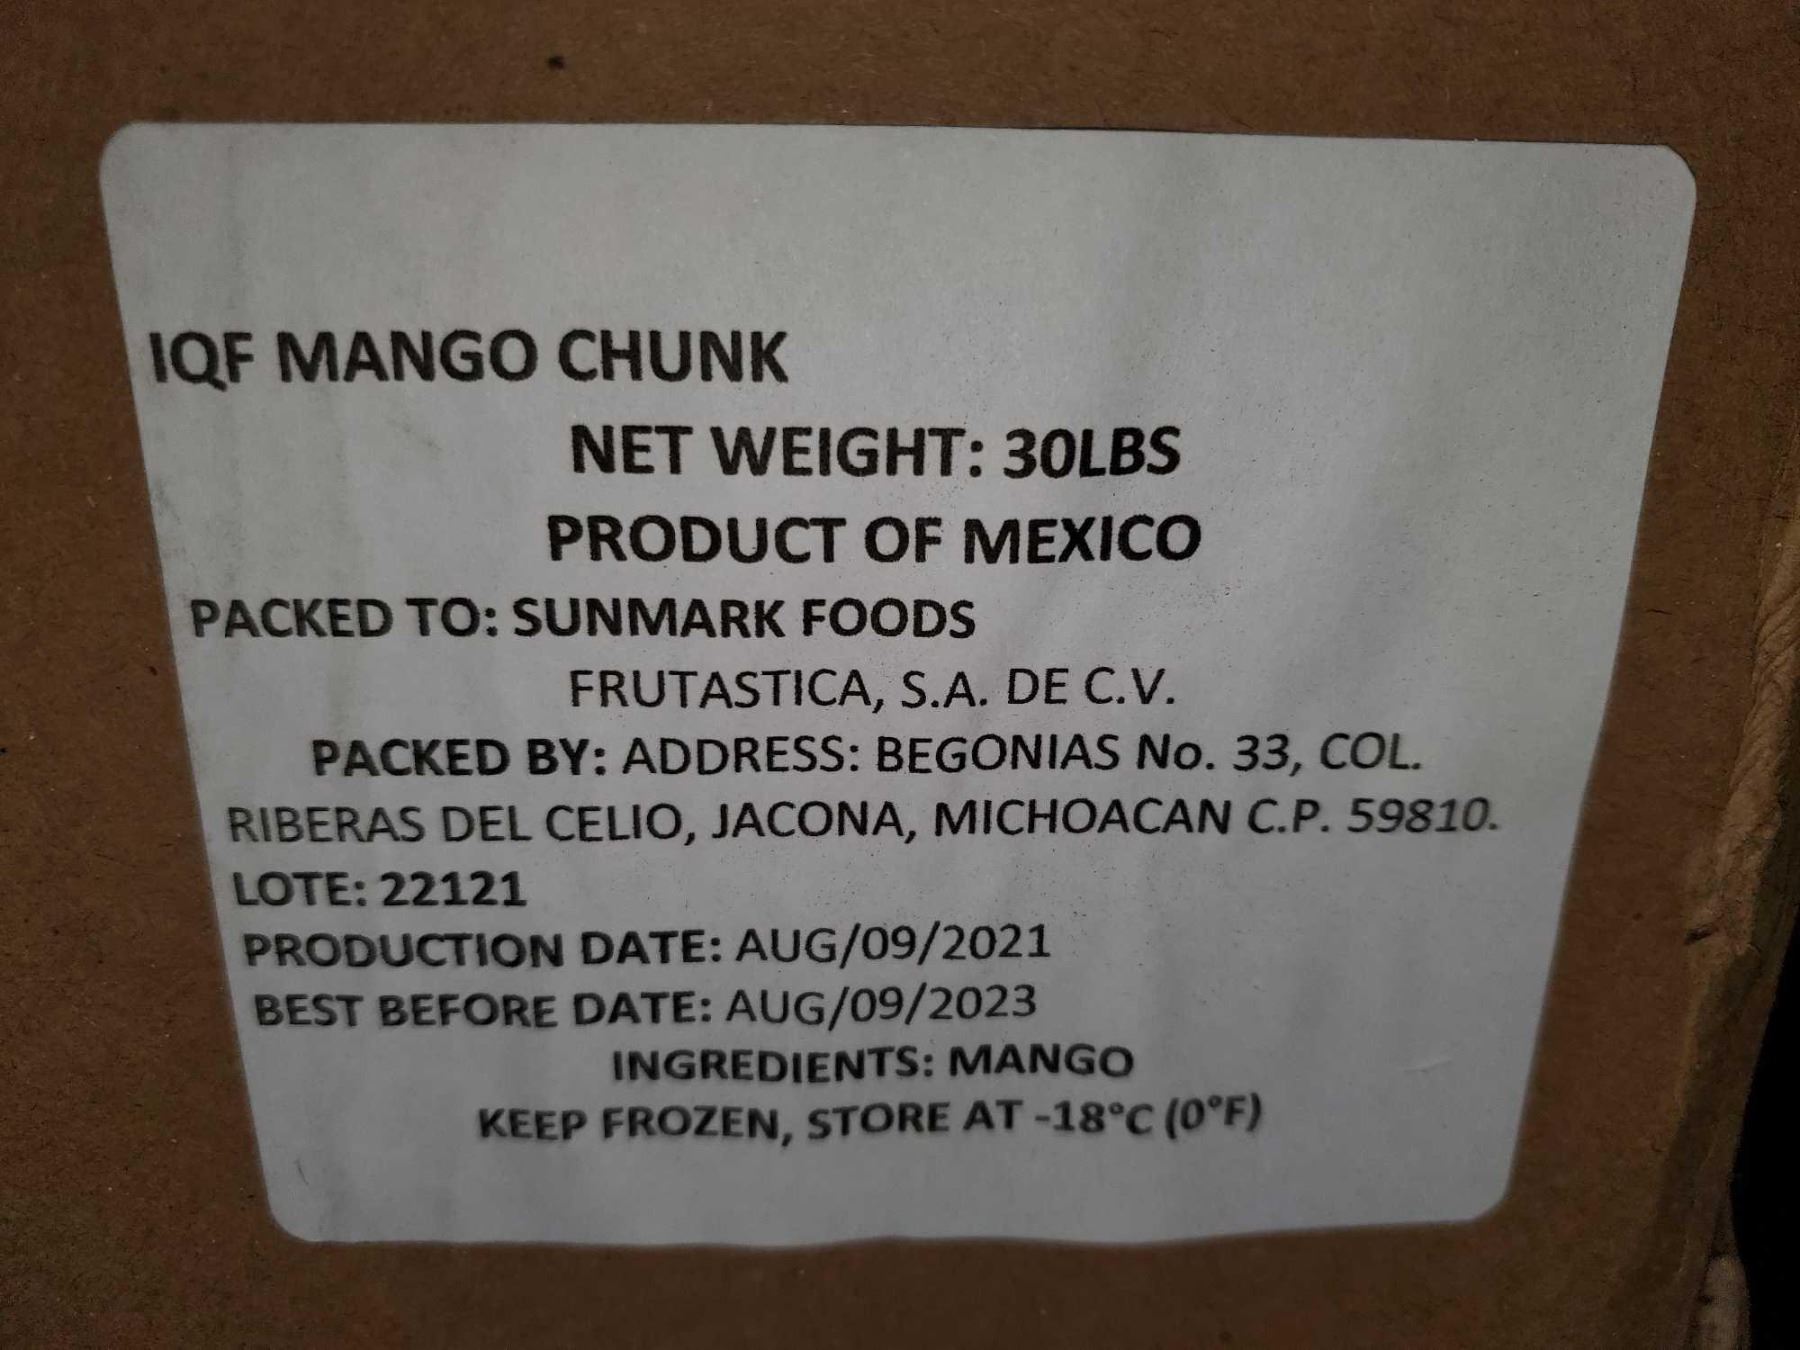 IQF MANGO CHUNK
NET WEIGHT: 30LBS
PRODUCT OF MEXICO
PACKED TO: SUNMARK FOODS
FRUTASTICA, S.A. DE C.V.
PACKED BY: ADDRESS: BEGONIAS No. 33, COL.
RIBERAS DEL CELIO, JACONA, MICHOACAN C.P. 59810.
LOTE: 22121
PRODUCTION DATE: AUG/09/2021
BEST BEFORE DATE: AUG/09/2023
INGREDIENTS: MANGO
KEEP FROZEN, STORE AT -18°C (0°F)